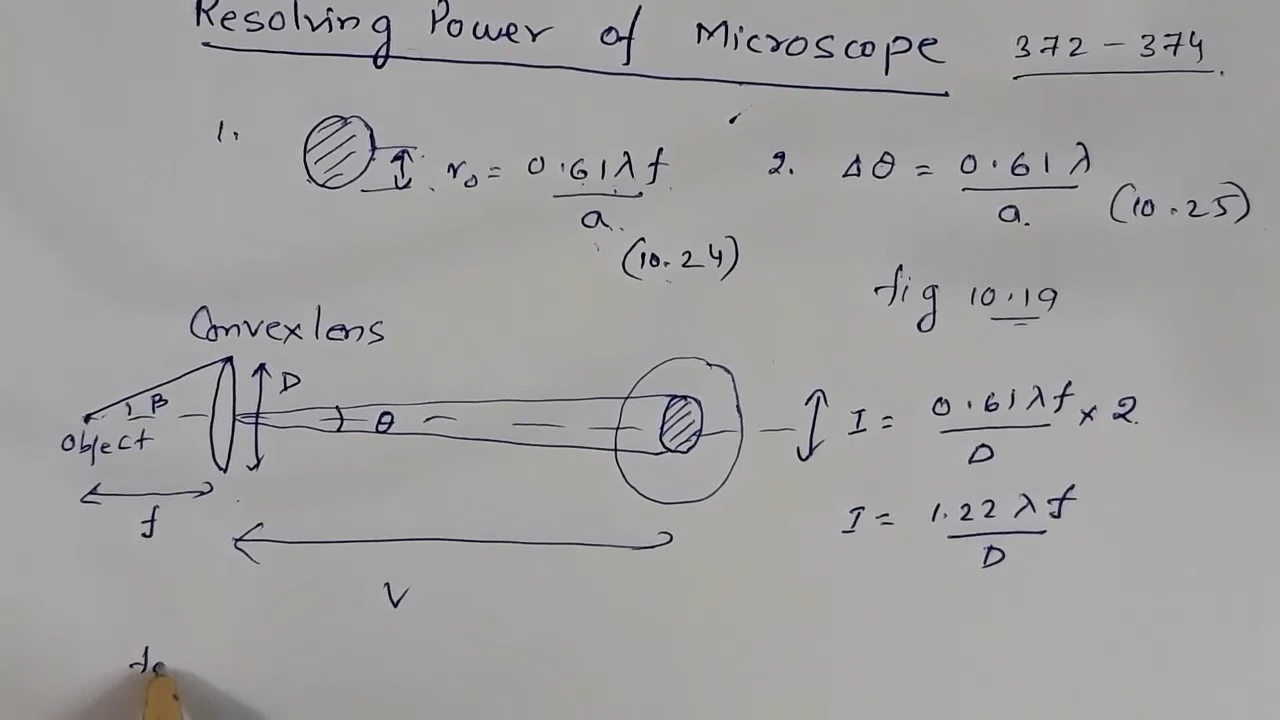 Resolving Power of Microscope 372-374
1. r₀ = 0.61λf / a. (10.24)
2. Δθ = 0.61λ / a. (10.25)
fig 10.19
Convex lens
β D θ
Object
f
V
I = 0.61λf / D × 2
I = 1.22λf / D